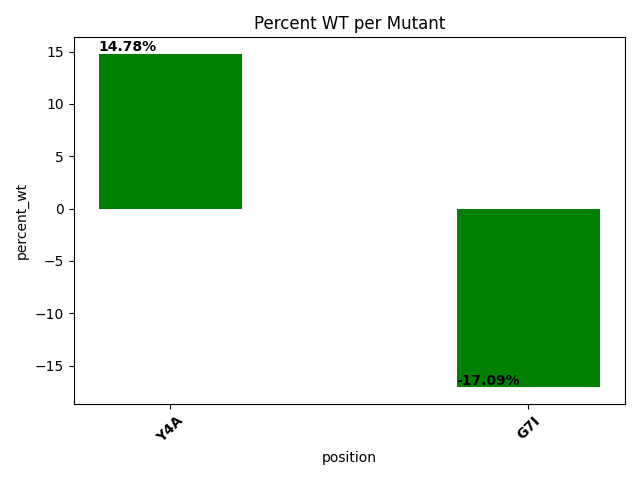 Percent WT per Mutant
14.78%
15
10
5
0
−5
−10
−15
-17.09%
percent_wt
Y4A
G7I
position